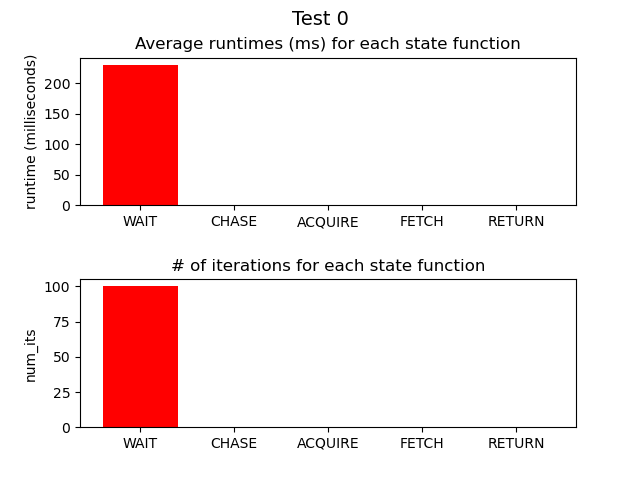 Test 0
Average runtimes (ms) for each state function
runtime (milliseconds)
200
150
100
50
0
WAIT CHASE ACQUIRE FETCH RETURN
# of iterations for each state function
num_its
100
75
50
25
0
WAIT CHASE ACQUIRE FETCH RETURN